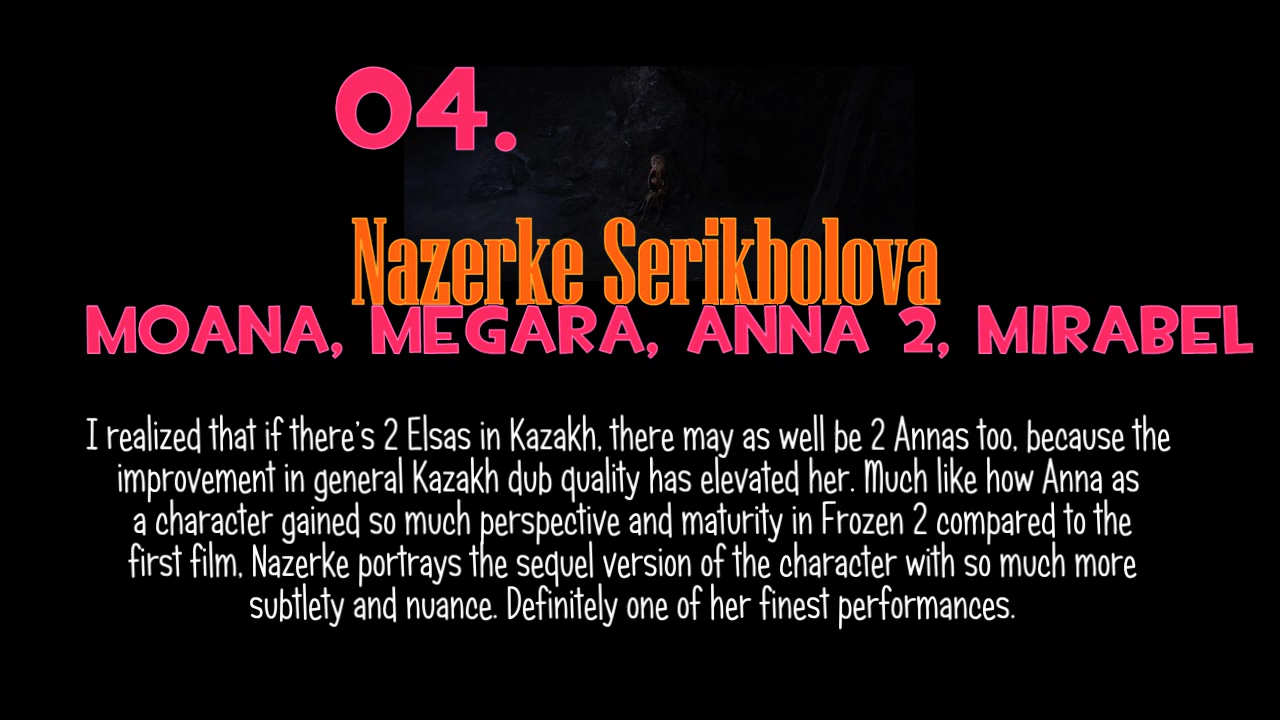 04.
Nazerke Serikbolova
MOANA, MEGARA, ANNA 2, MIRABEL
I realized that if there's 2 Elsas in Kazakh, there may as well be 2 Annas too, because the
improvement in general Kazakh dub quality has elevated her. Much like how Anna as
a character gained so much perspective and maturity in Frozen 2 compared to the
first film, Nazerke portrays the sequel version of the character with so much more
subtlety and nuance. Definitely one of her finest performances.